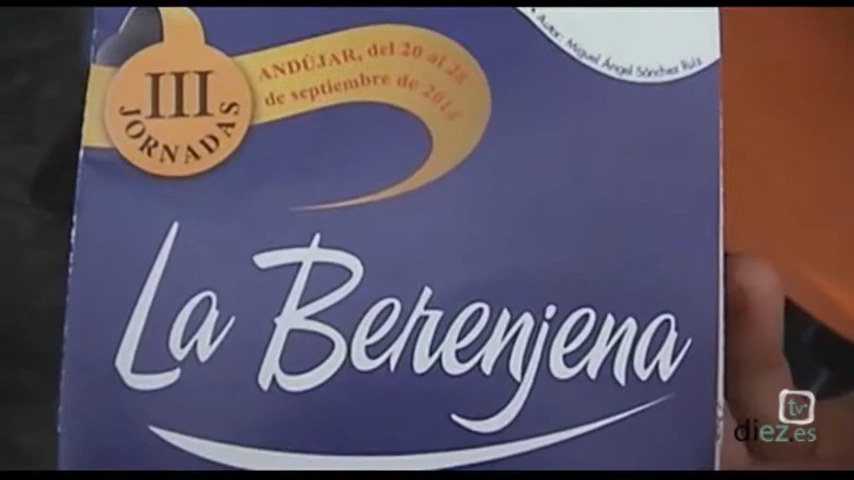 • Autor: Miguel Ángel Sánchez Ruiz
III
JORNADAS
ANDÚJAR, del 20 al 28
de septiembre de 2014
La Berenjena
tv
diez.es